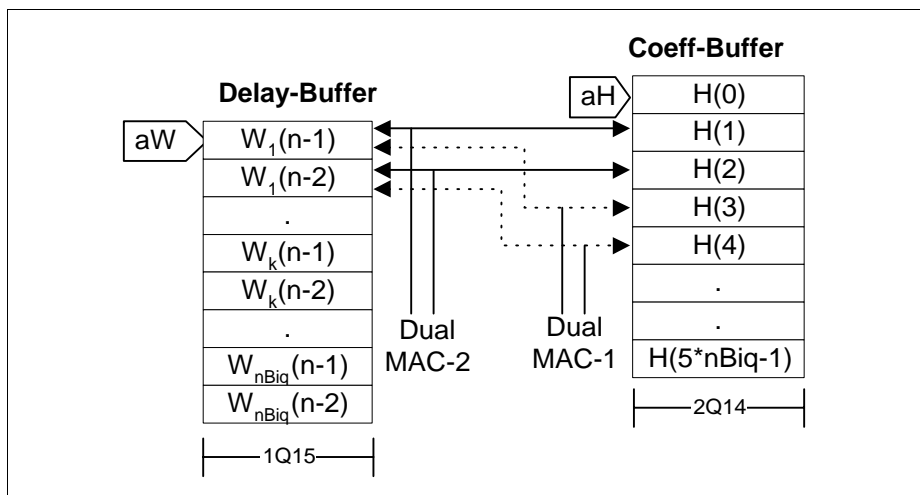 Coeff-Buffer
Delay-Buffer
aH
H(0)
aW
W1(n-1)
H(1)
W1(n-2)
H(2)
.
H(3)
Wk(n-1)
H(4)
Wk(n-2)
.
.
Dual
MAC-2
Dual
MAC-1
.
WnBiq(n-1)
H(5*nBiq-1)
WnBiq(n-2)
2Q14
1Q15